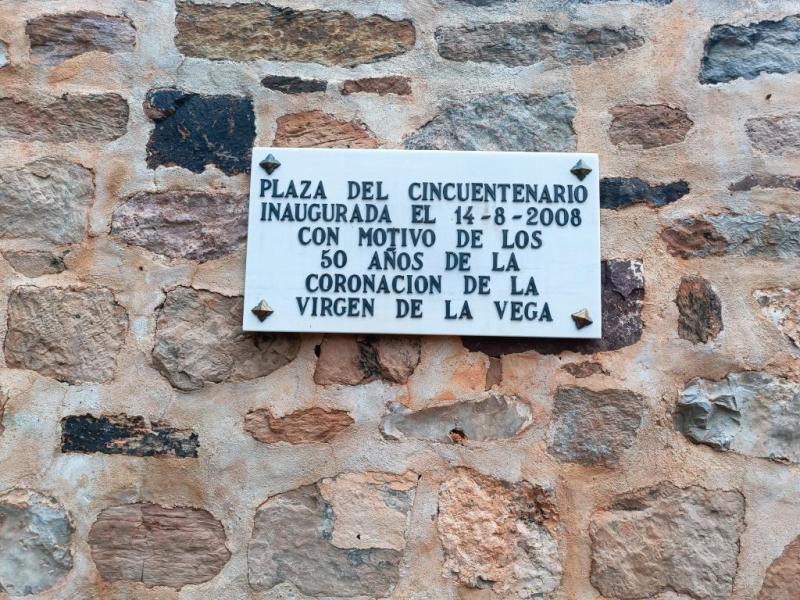 PLAZA DEL CINCUENTENARIO
INAUGURADA EL 14-8-2008
CON MOTIVO DE LOS
50 AÑOS DE LA
CORONACION DE LA
VIRGEN DE LA VEGA